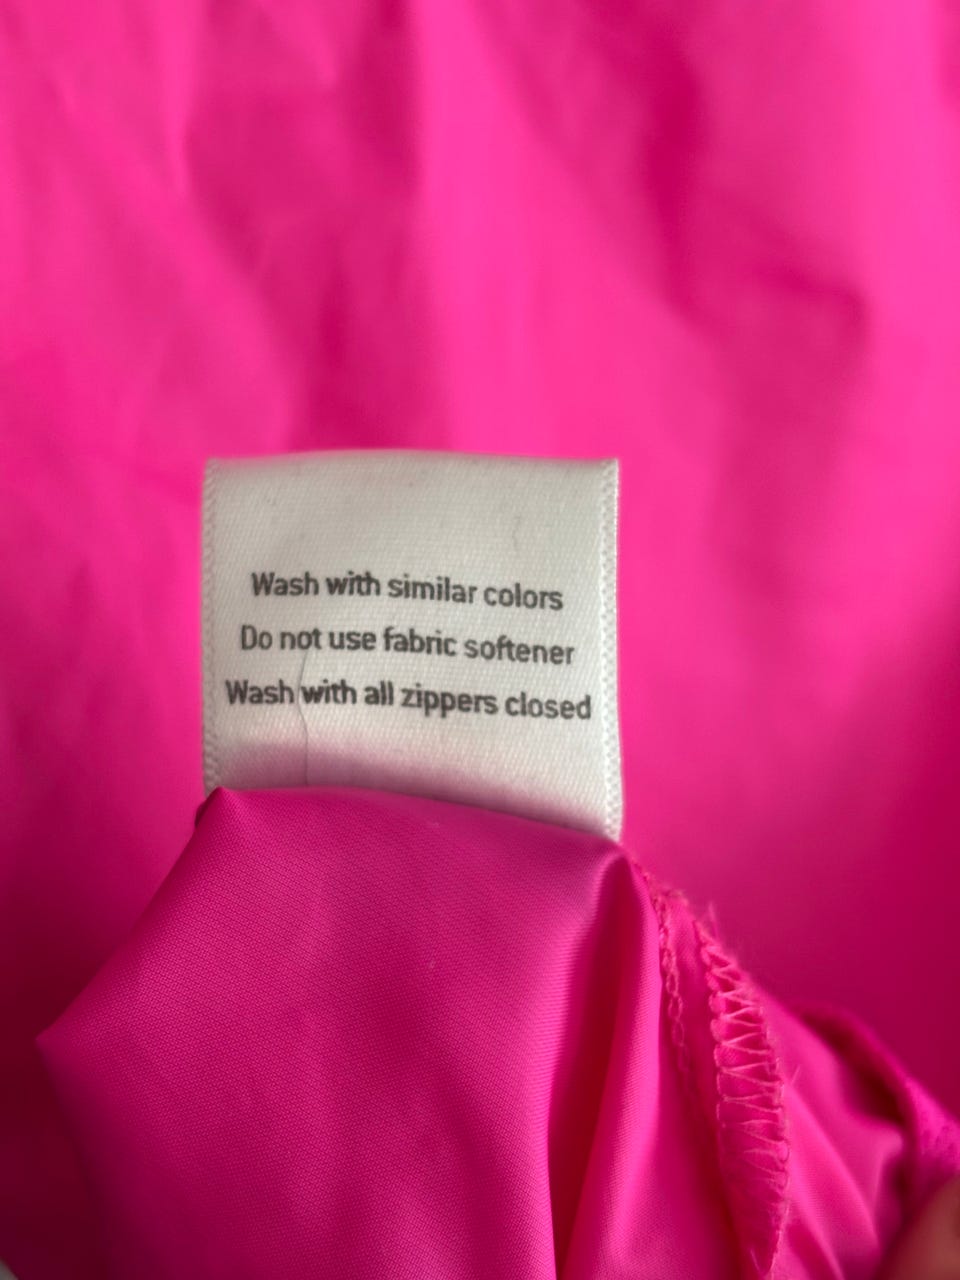 Wash with similar colors
Do not use fabric softener
Wash with all zippers closed